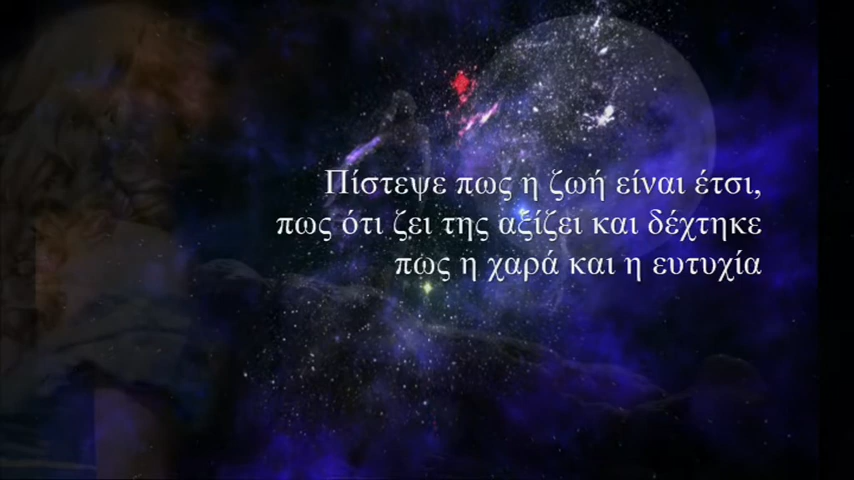 Πίστεψε πως η ζωή είναι έτσι,
πως ότι ζει της αξίζει και δέχτηκε
πως η χαρά και η ευτυχία